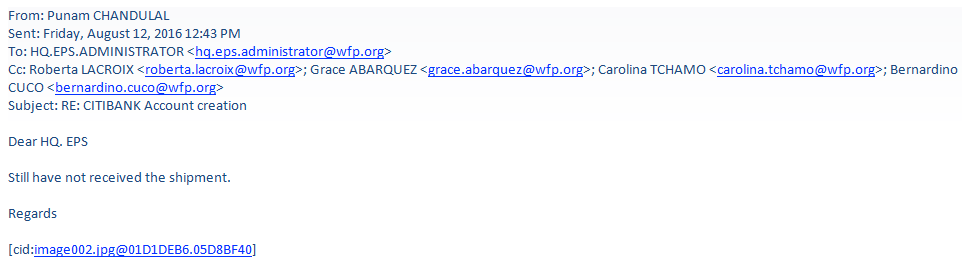 From: Punam CHANDULAL
Sent: Friday, August 12, 2016 12:43 PM
To: HQ.EPS.ADMINISTRATOR <hq.eps.administrator@wfp.org>
Cc: Roberta LACROIX <roberta.lacroix@wfp.org>; Grace ABARQUEZ <grace.abarquez@wfp.org>; Carolina TCHAMO <carolina.tchamo@wfp.org>; Bernardino
CUCO <bernardino.cuco@wfp.org>
Subject: RE: CITIBANK Account creation
Dear HQ. EPS
Still have not received the shipment.
Regards
[cid:image002.jpg@01D1DEB6.05D8BF40]